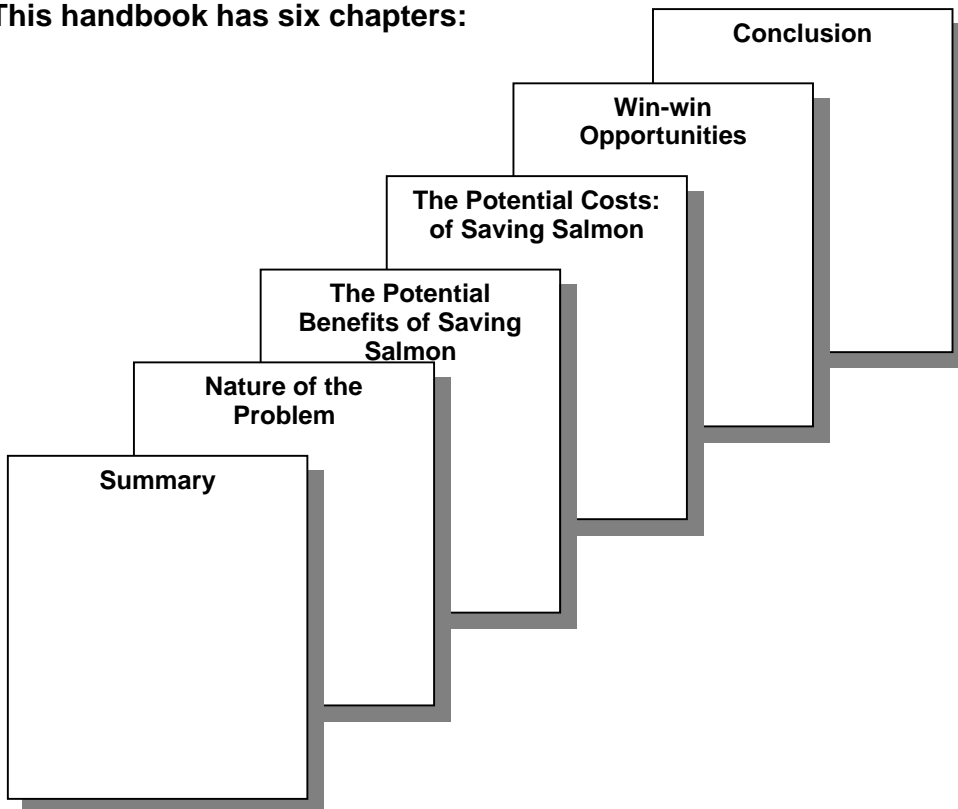 This handbook has six chapters:
Conclusion
Win-win
Opportunities
The Potential Costs:
of Saving Salmon
The Potential
Benefits of Saving
Salmon
Nature of the
Problem
Summary